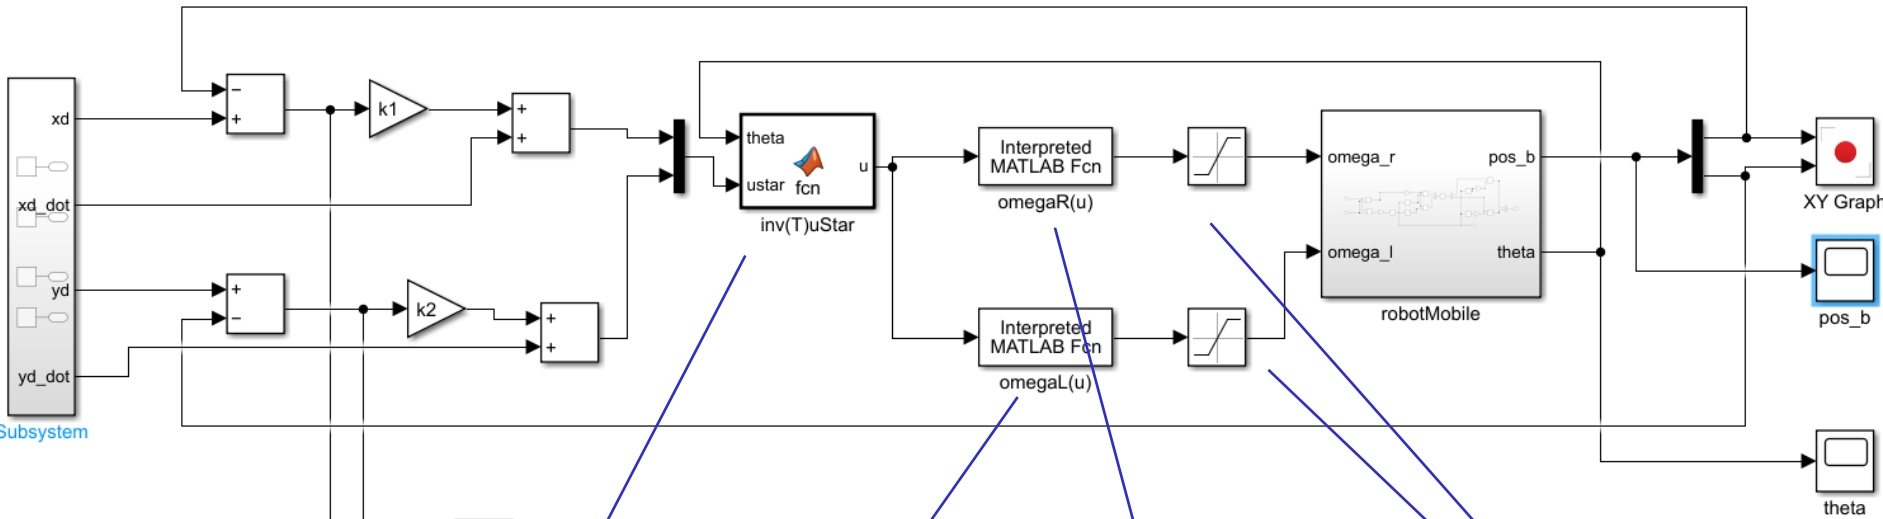 xd
xd_dot
yd
yd_dot
Subsystem
−
+
k1
+
+
+
−
k2
+
+
theta
ustar
u
fcn
inv(T)uStar
Interpreted
MATLAB Fcn
omegaR(u)
Interpreted
MATLAB Fcn
omegaL(u)
omega_r
omega_l
pos_b
theta
robotMobile
XY Graph
pos_b
theta